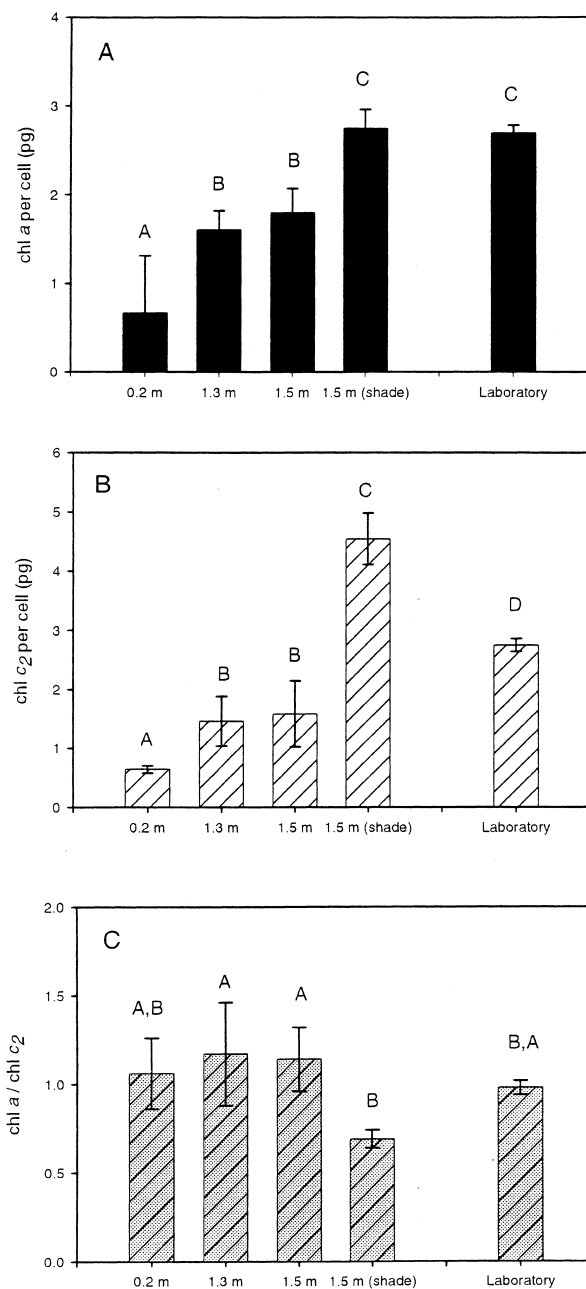 4
A
C
C
3
B
B
chl a per cell (pg)
2
A
1
0
0.2 m 1.3 m 1.5 m 1.5 m (shade) Laboratory
6
B
C
5
4
chl c2 per cell (pg)
D
3
B
B
2
A
1
0
0.2 m 1.3 m 1.5 m 1.5 m (shade) Laboratory
2.0
C
A
A
A,B
1.5
B,A
chl a / chl c2
B
1.0
0.5
0.0
0.2 m 1.3 m 1.5 m 1.5 m (shade) Laboratory